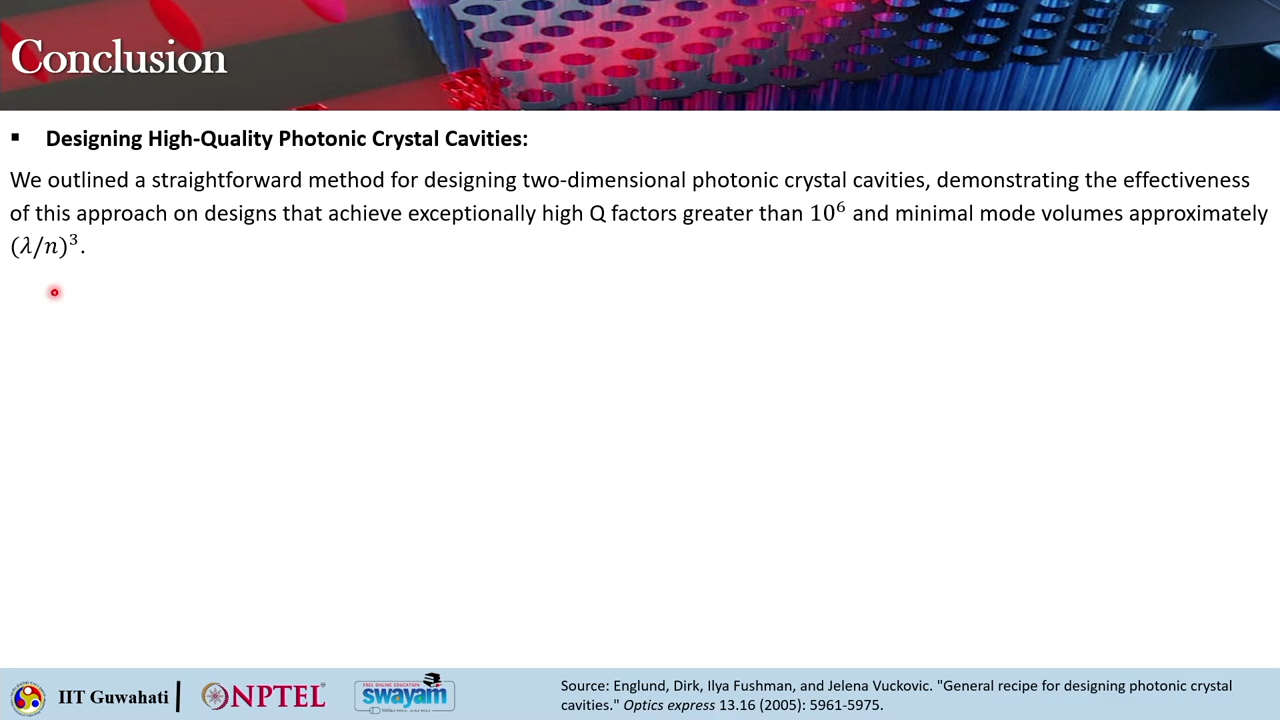 Conclusion
▪ Designing High-Quality Photonic Crystal Cavities:
We outlined a straightforward method for designing two-dimensional photonic crystal cavities, demonstrating the effectiveness
of this approach on designs that achieve exceptionally high Q factors greater than 10⁶ and minimal mode volumes approximately
(λ/n)³.
IIT Guwahati
NPTEL
FREE ONLINE EDUCATION
swayam
Source: Englund, Dirk, Ilya Fushman, and Jelena Vuckovic. "General recipe for designing photonic crystal
cavities." Optics express 13.16 (2005): 5961-5975.